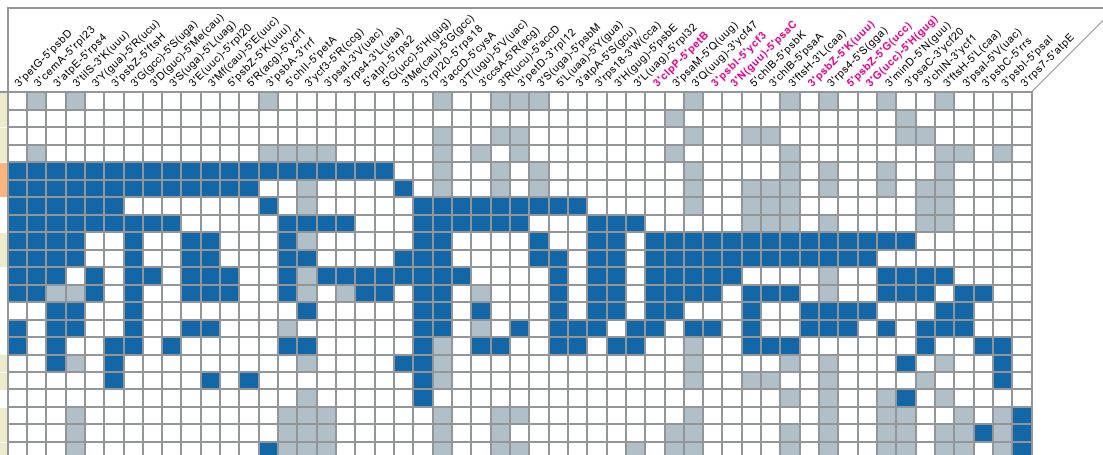 3'petG-5'psbD
3'cemA-5'rpl23
3'atpE-5'rps4
3'tilS-3'K(uuu)
3'Y(gua)-5'R(ucu)
3'psbZ-5'ftsH
3'G(gcc)-5'S(uga)
3'D(guc)-5'Me(cau)
3'S(uga)-5'L(uag)
3'E(uuc)-5'rpl20
3'M(cau)-5'E(uuc)
5'psbZ-5'K(uuu)
5'R(acg)-5'ycf1
3'psbA-3'rrf
5'chlL-5'petA
3'ycf3-5'R(ccg)
3'psaI-3'V(uac)
3'rps4-3'L(uaa)
5'atpI-5'rps2
5'G(ucc)-5'H(gug)
3'Me(cau)-5'G(gcc)
3'rpl20-5'rps18
3'accD-5'cysA
3'T(ugu)-3'V(uac)
3'ccsA-5'R(acg)
3'R(ucu)-5'accD
3'petD-3'rpl12
3'S(uga)-5'psbM
5'L(uaa)-5'Y(gua)
3'atpA-5'S(gcu)
3'rps18-3'W(cca)
3'H(gug)-5'psbE
3'L(uag)-5'rpl32
3'clpP-5'petB
3'psaM-5'Q(uug)
3'Q(uug)-3'ycf47
3'psbI-5'ycf3
3'N(guu)-5'psaC
5'chlB-5'psbK
3'chlB-5'psaA
3'ftsH-3'L(caa)
3'psbZ-5'K(uuu)
3'rps4-5'S(gga)
5'psbZ-5'G(ucc)
3'G(ucc)-5'H(gug)
3'minD-5'N(guu)
3'psaC-3'ycf20
3'chlN-3'ycf1
3'ftsH-5'L(caa)
3'psaI-5'V(uac)
3'psbC-5'rrs
3'psbI-5'psaI
3'rps7-5'atpE